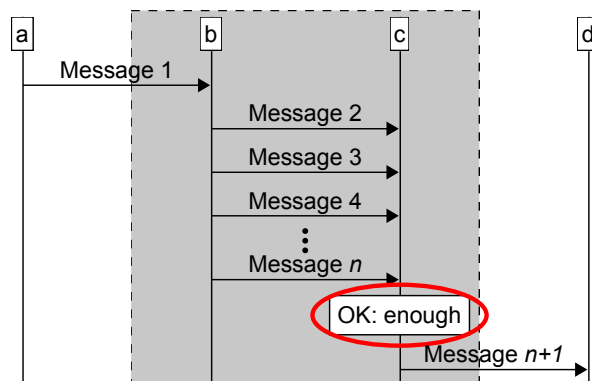 a b c d
Message 1
Message 2
Message 3
Message 4
Message n
OK: enough
Message n+1